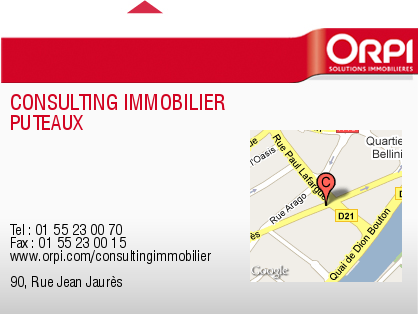 ORPI
SOLUTIONS IMMOBILIÈRES
CONSULTING IMMOBILIER
PUTEAUX
Quartie
Bellini
l'Oasis
Rue Paul Lafargue
C
Rue Arago
D21
Quai de Dion Bouton
ès
Google
Tel : 01 55 23 00 70
Fax : 01 55 23 00 15
www.orpi.com/consultingimmobilier
90, Rue Jean Jaurès